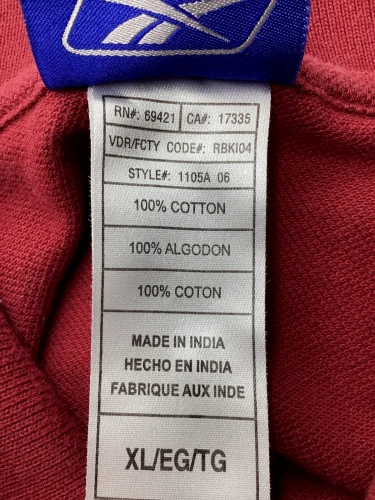 RN#: 69421 CA#: 17335
VDR/FCTY CODE#: RBKI04
STYLE#: 1105A 06
100% COTTON
100% ALGODON
100% COTON
MADE IN INDIA
HECHO EN INDIA
FABRIQUE AUX INDE
XL/EG/TG